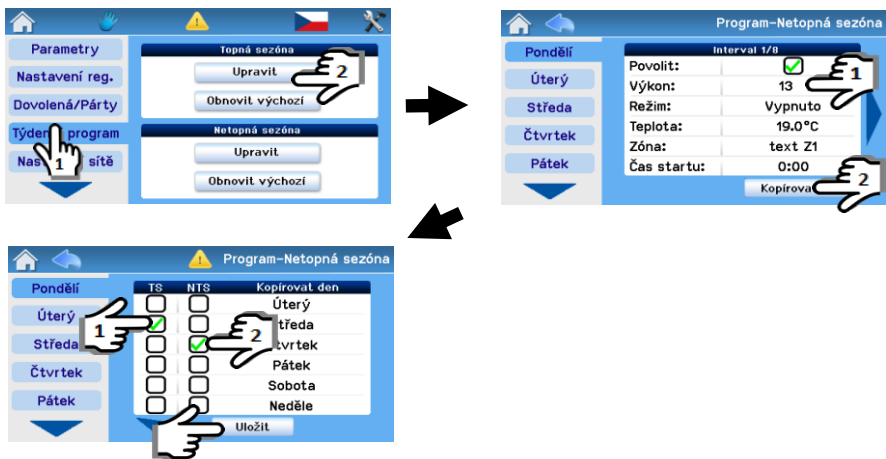 Parametry
Nastavení reg.
Dovolená/Párty
Týden program
Nas sítě
1
Topná sezóna
Upravit
2
Obnovit výchozí
Netopná sezóna
Upravit
Obnovit výchozí
Program-Netopná sezóna
Pondělí
Úterý
Středa
Čtvrtek
Pátek
Interval 1/8
Povolit:
Výkon: 13
1
Režim: Vypnuto
Teplota: 19.0°C
Zóna: text Z1
Čas startu: 0:00
Kopírova
2
Program-Netopná sezóna
Pondělí
Úterý
Středa
Čtvrtek
Pátek
TS NTS Kopírovat den
Úterý
1
tředa
2
tvrtek
Pátek
Sobota
Neděle
Uložit
3